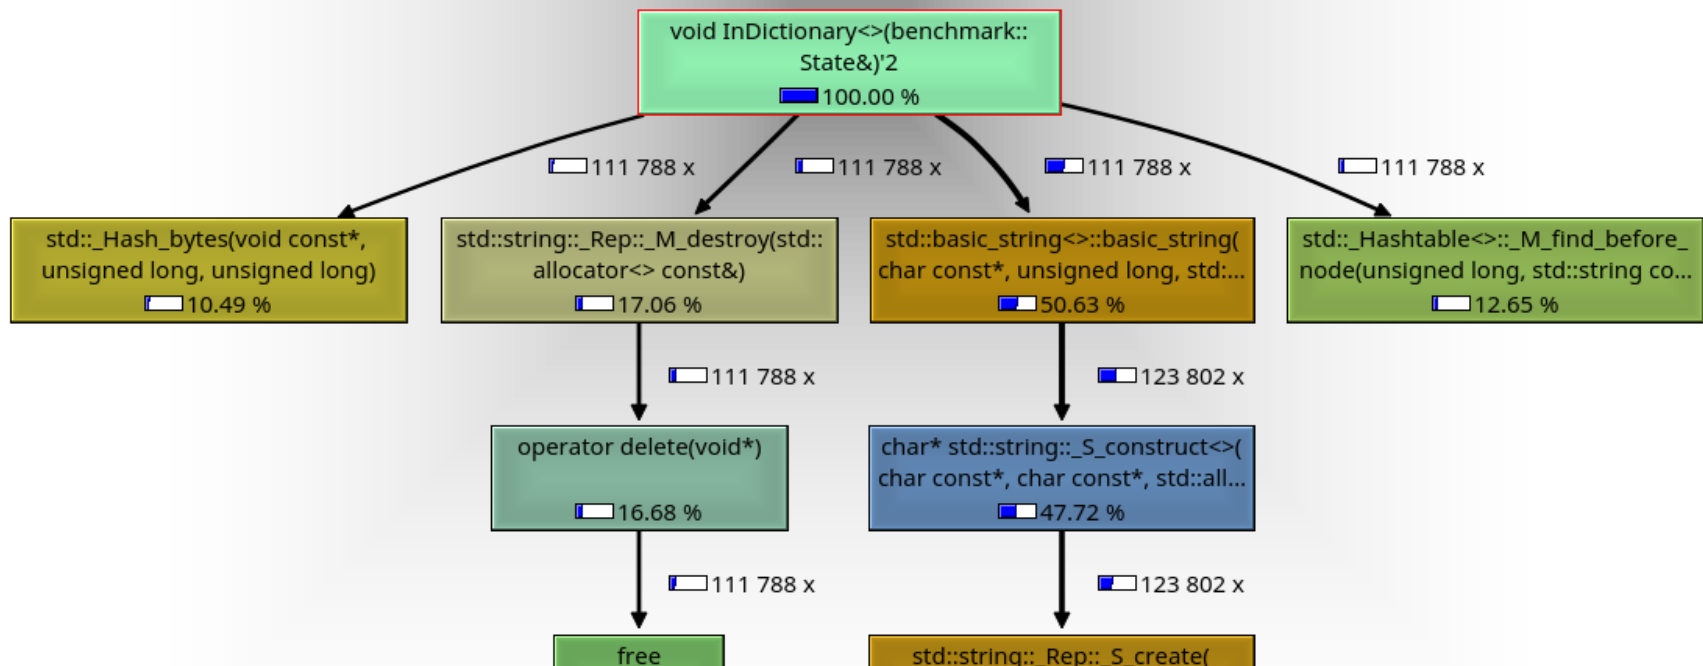 void InDictionary<>(benchmark::
State&)'2
100.00 %
111 788 x
111 788 x
111 788 x
111 788 x
std::_Hash_bytes(void const*,
unsigned long, unsigned long)
10.49 %
std::string::_Rep::_M_destroy(std::
allocator<> const&)
17.06 %
std::basic_string<>::basic_string(
char const*, unsigned long, std:...
50.63 %
std::_Hashtable<>::_M_find_before_
node(unsigned long, std::string co...
12.65 %
111 788 x
123 802 x
operator delete(void*)
16.68 %
char* std::string::_S_construct<>(
char const*, char const*, std::all...
47.72 %
111 788 x
123 802 x
free
std::string::_Rep::_S_create(